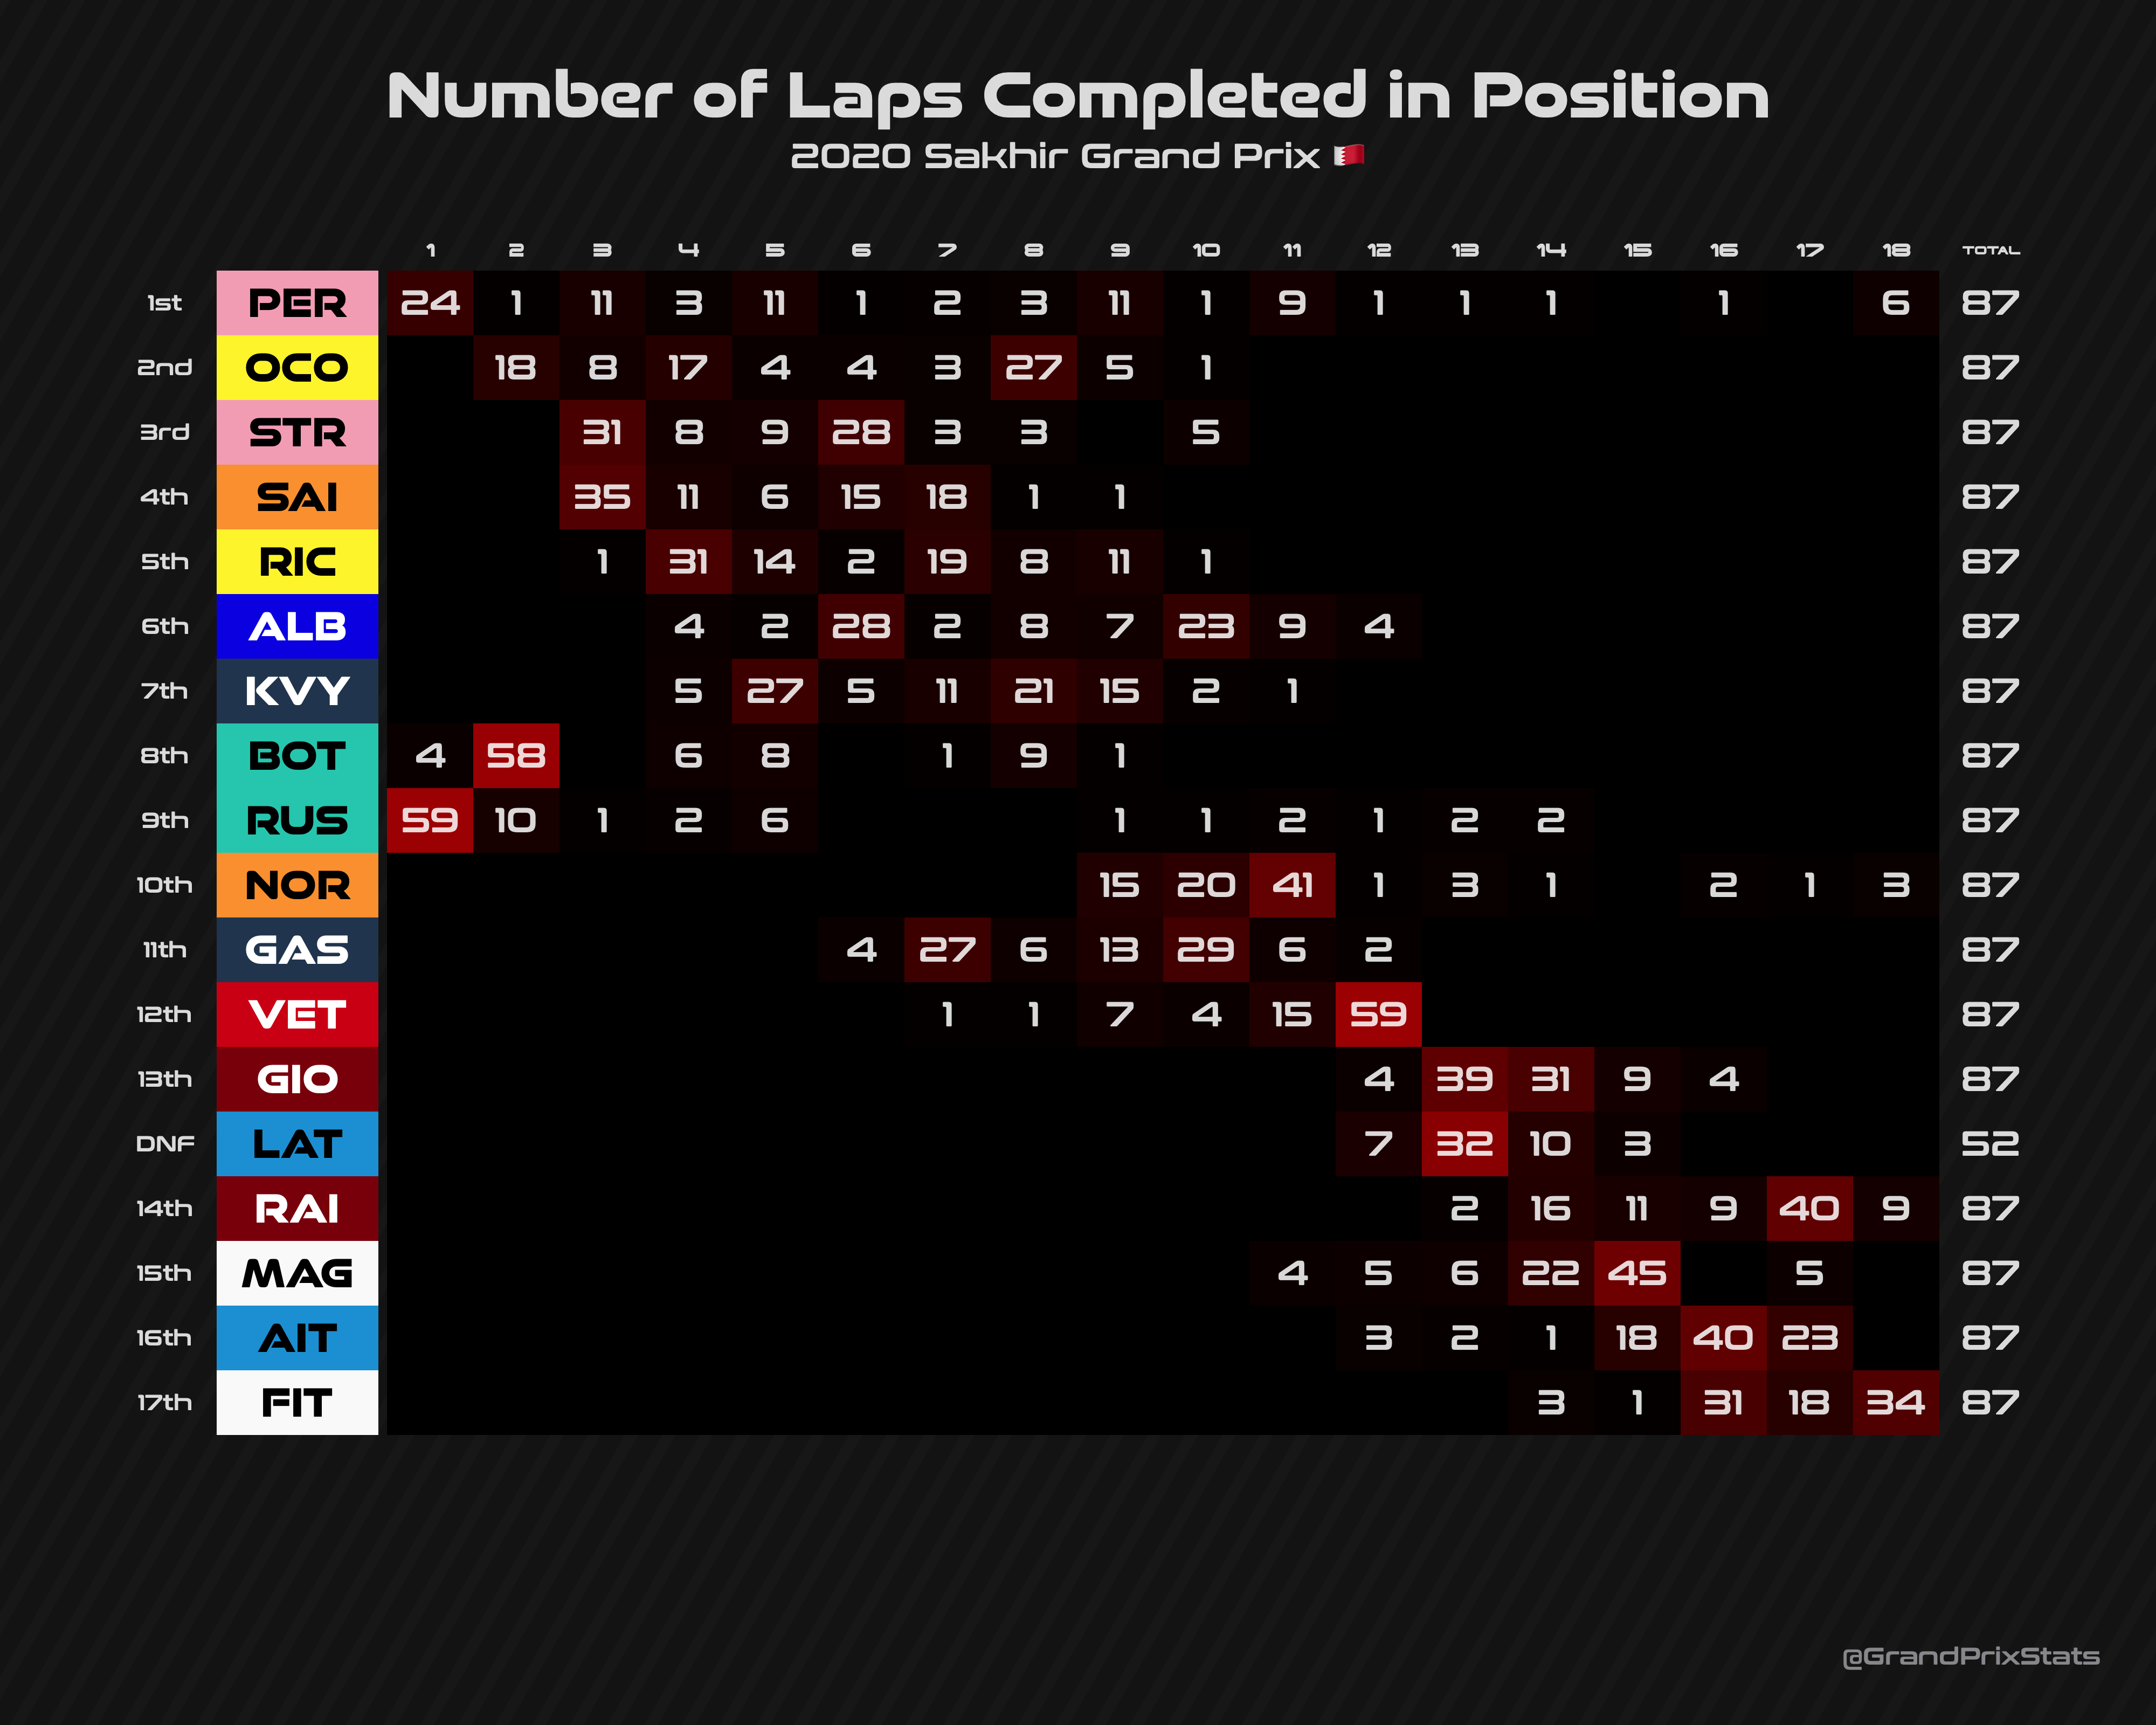 Number of Laps Completed in Position
2020 Sakhir Grand Prix
1 2 3 4 5 6 7 8 9 10 11 12 13 14 15 16 17 18 TOTAL
1st PER 24 1 11 3 11 1 2 3 11 1 9 1 1 1 1 6 87
2nd OCO 18 8 17 4 4 3 27 5 1 87
3rd STR 31 8 9 28 3 3 5 87
4th SAI 35 11 6 15 18 1 1 87
5th RIC 1 31 14 2 19 8 11 1 87
6th ALB 4 2 28 2 8 7 23 9 4 87
7th KVY 5 27 5 11 21 15 2 1 87
8th BOT 4 58 6 8 1 9 1 87
9th RUS 59 10 1 2 6 1 1 2 1 2 2 87
10th NOR 15 20 41 1 3 1 2 1 3 87
11th GAS 4 27 6 13 29 6 2 87
12th VET 1 1 7 4 15 59 87
13th GIO 4 39 31 9 4 87
DNF LAT 7 32 10 3 52
14th RAI 2 16 11 9 40 9 87
15th MAG 4 5 6 22 45 5 87
16th AIT 3 2 1 18 40 23 87
17th FIT 3 1 31 18 34 87
@GrandPrixStats